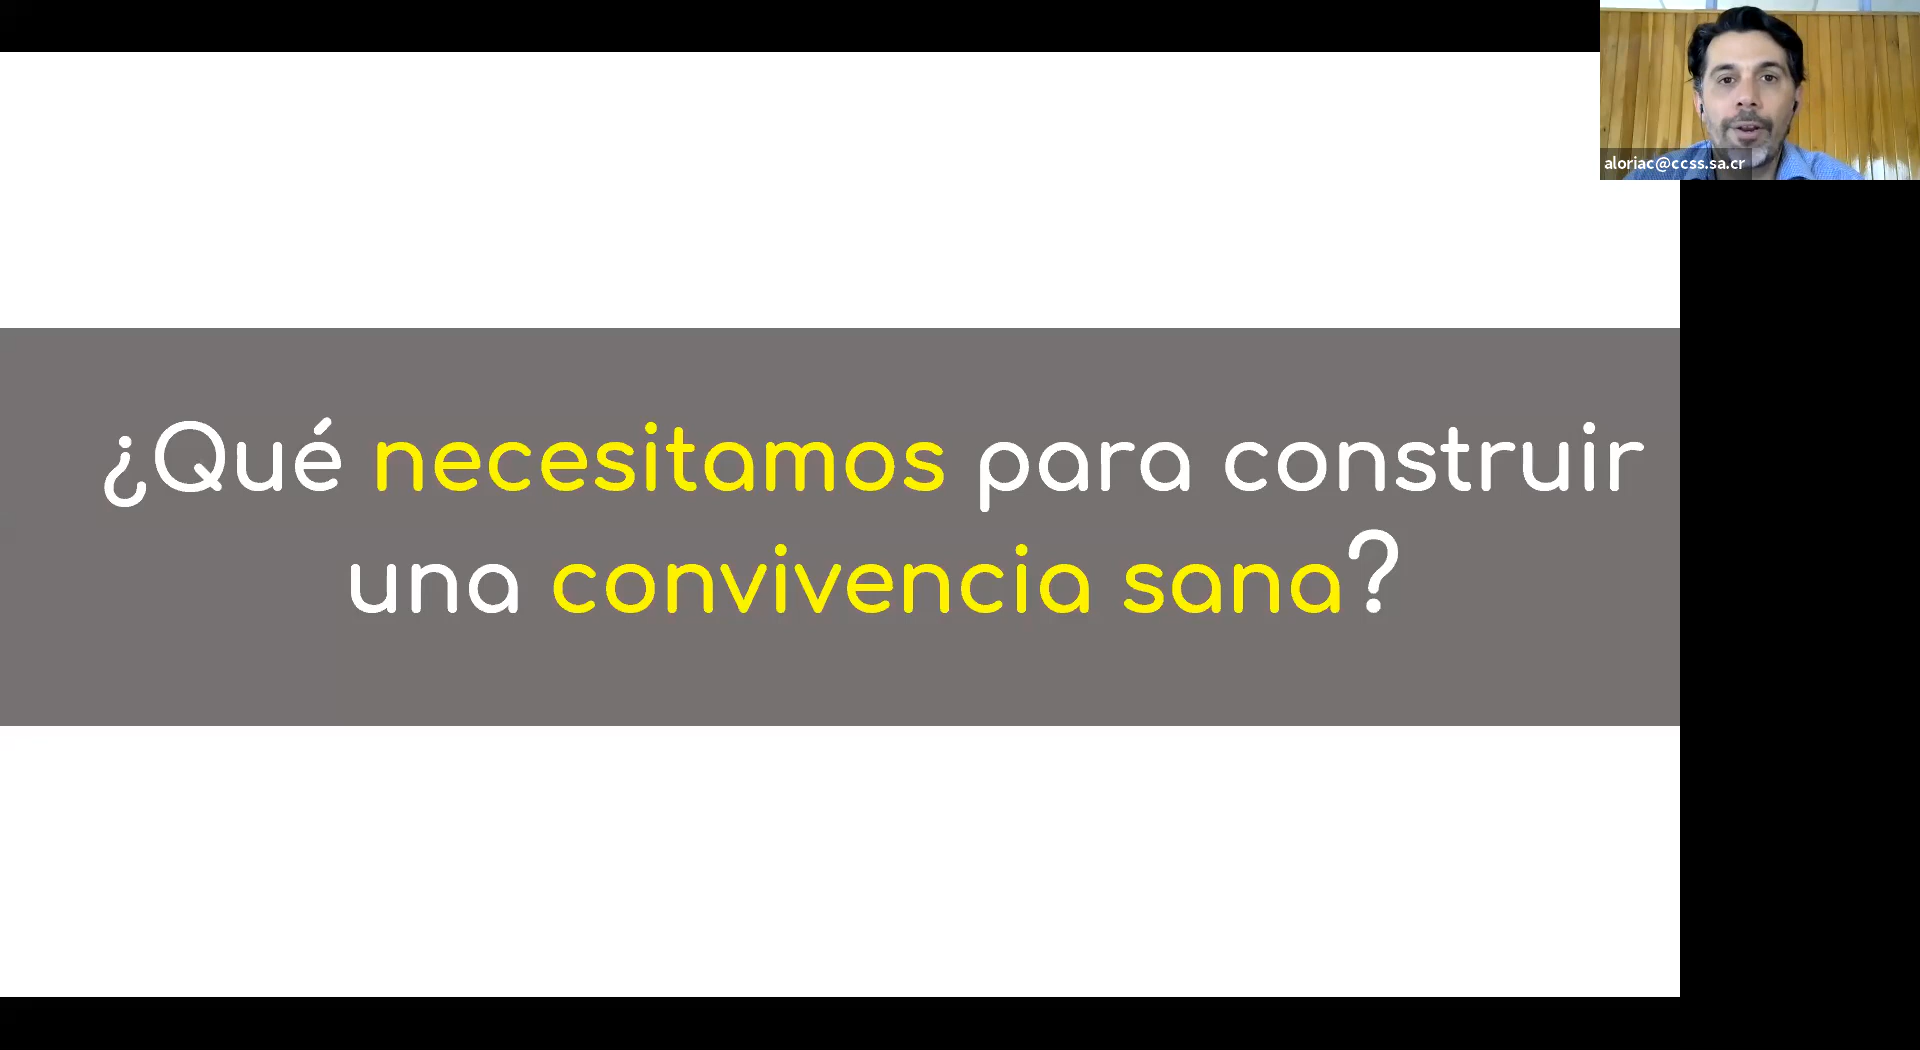 aloriac@ccss.sa.cr
¿Qué necesitamos para construir
una convivencia sana?